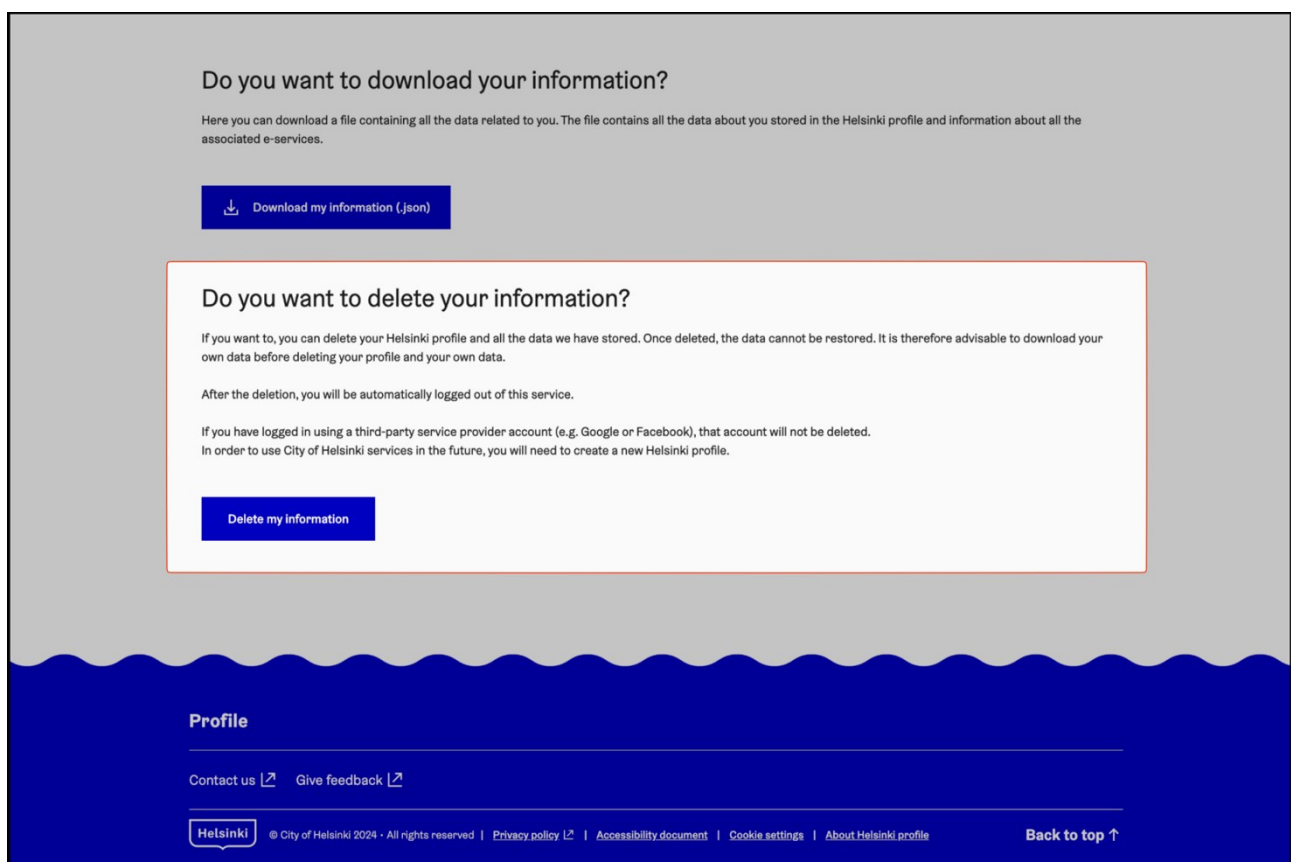 Do you want to download your information?
Here you can download a file containing all the data related to you. The file contains all the data about you stored in the Helsinki profile and information about all the
associated e-services.
Download my information (.json)
Do you want to delete your information?
If you want to, you can delete your Helsinki profile and all the data we have stored. Once deleted, the data cannot be restored. It is therefore advisable to download your
own data before deleting your profile and your own data.
After the deletion, you will be automatically logged out of this service.
If you have logged in using a third-party service provider account (e.g. Google or Facebook), that account will not be deleted.
In order to use City of Helsinki services in the future, you will need to create a new Helsinki profile.
Delete my information
Profile
Contact us Give feedback
Helsinki © City of Helsinki 2024 · All rights reserved | Privacy policy | Accessibility document | Cookie settings | About Helsinki profile Back to top ↑